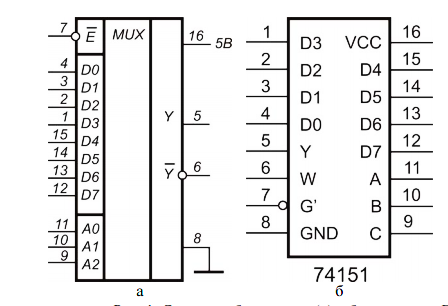 7 E MUX 16 5В
4 D0
3 D1
2 D2
1 D3 Y 5
15 D4
14 D5
13 D6 Y 6
12 D7
11 A0
10 A1 8
9 A2
а
1 D3 VCC 16
2 D2 D4 15
3 D1 D5 14
4 D0 D6 13
5 Y D7 12
6 W A 11
7 G' B 10
8 GND C 9
74151
б